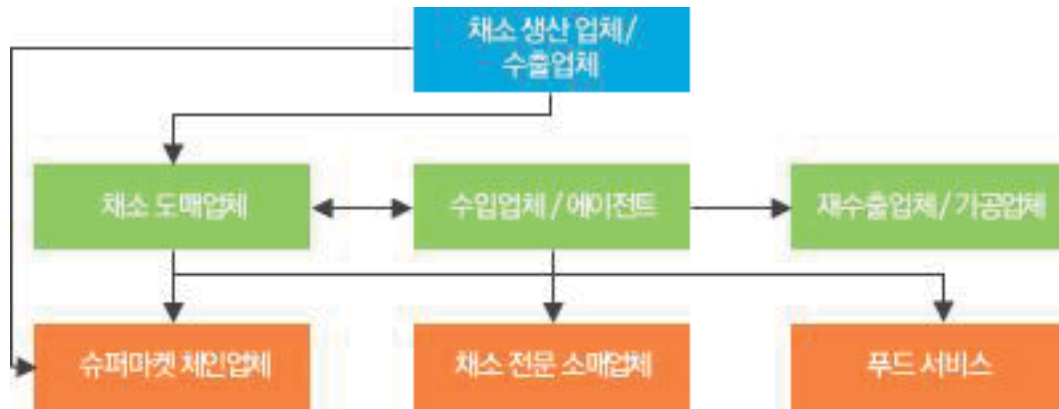 채소 생산 업체 /
수출업체
채소 도매업체
수입업체 / 에이전트
재수출업체 / 가공업체
슈퍼마켓 체인업체
채소 전문 소매업체
푸드 서비스